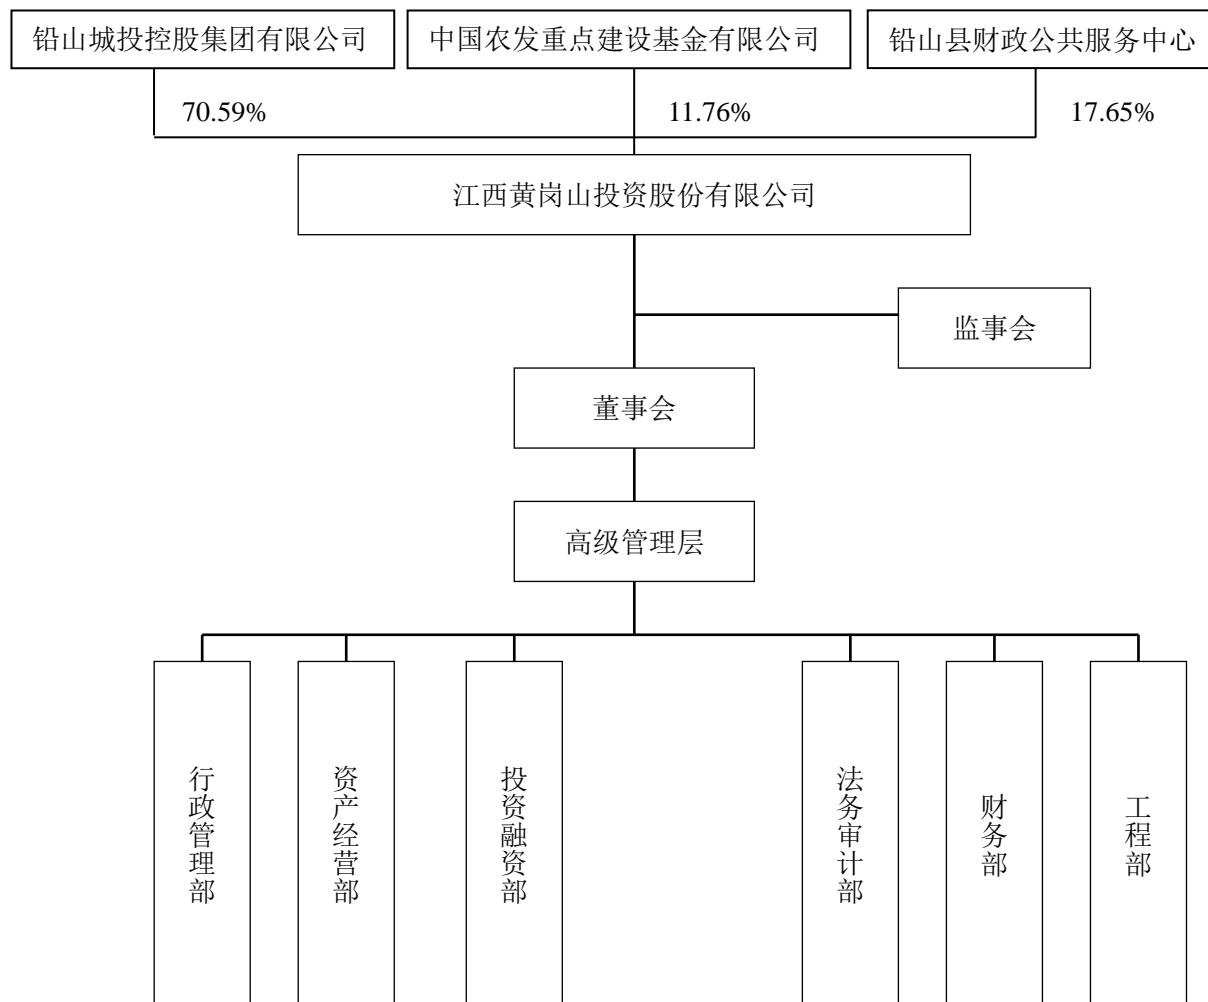 铅山城投控股集团有限公司
中国农发重点建设基金有限公司
铅山县财政公共服务中心
70.59%
11.76%
17.65%
江西黄岗山投资股份有限公司
监事会
董事会
高级管理层
行政管理部
资产经营部
投资融资部
法务审计部
财务部
工程部